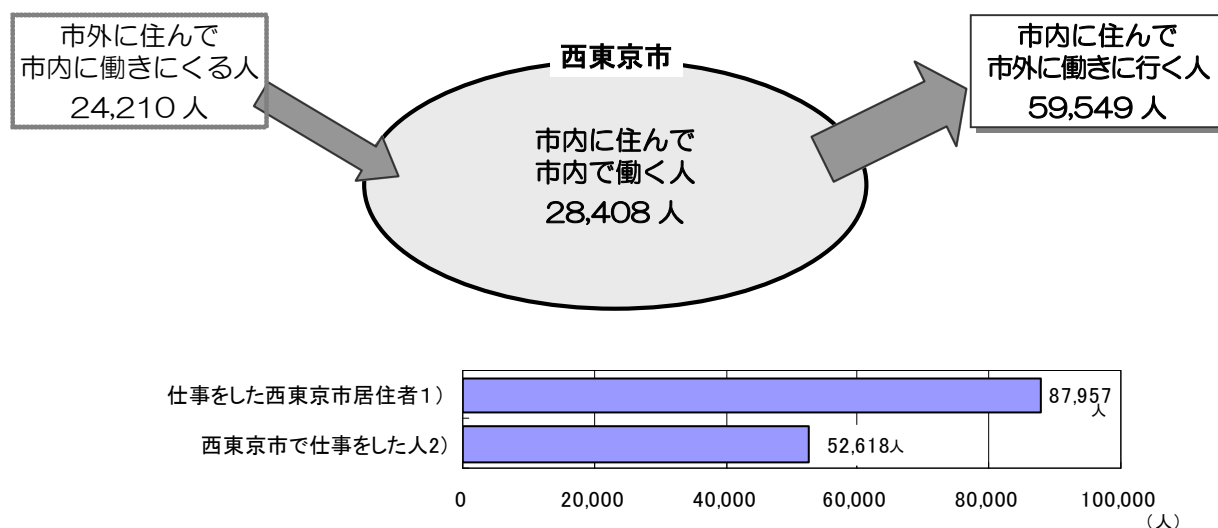 市外に住んで
市内に働きにくる人
24,210 人
西東京市
市内に住んで
市内で働く人
28,408 人
市内に住んで
市外に働きに行く人
59,549 人
仕事をした西東京市居住者1)
87,957
人
西東京市で仕事をした人2)
52,618人
0 20,000 40,000 60,000 80,000 100,000
(人)